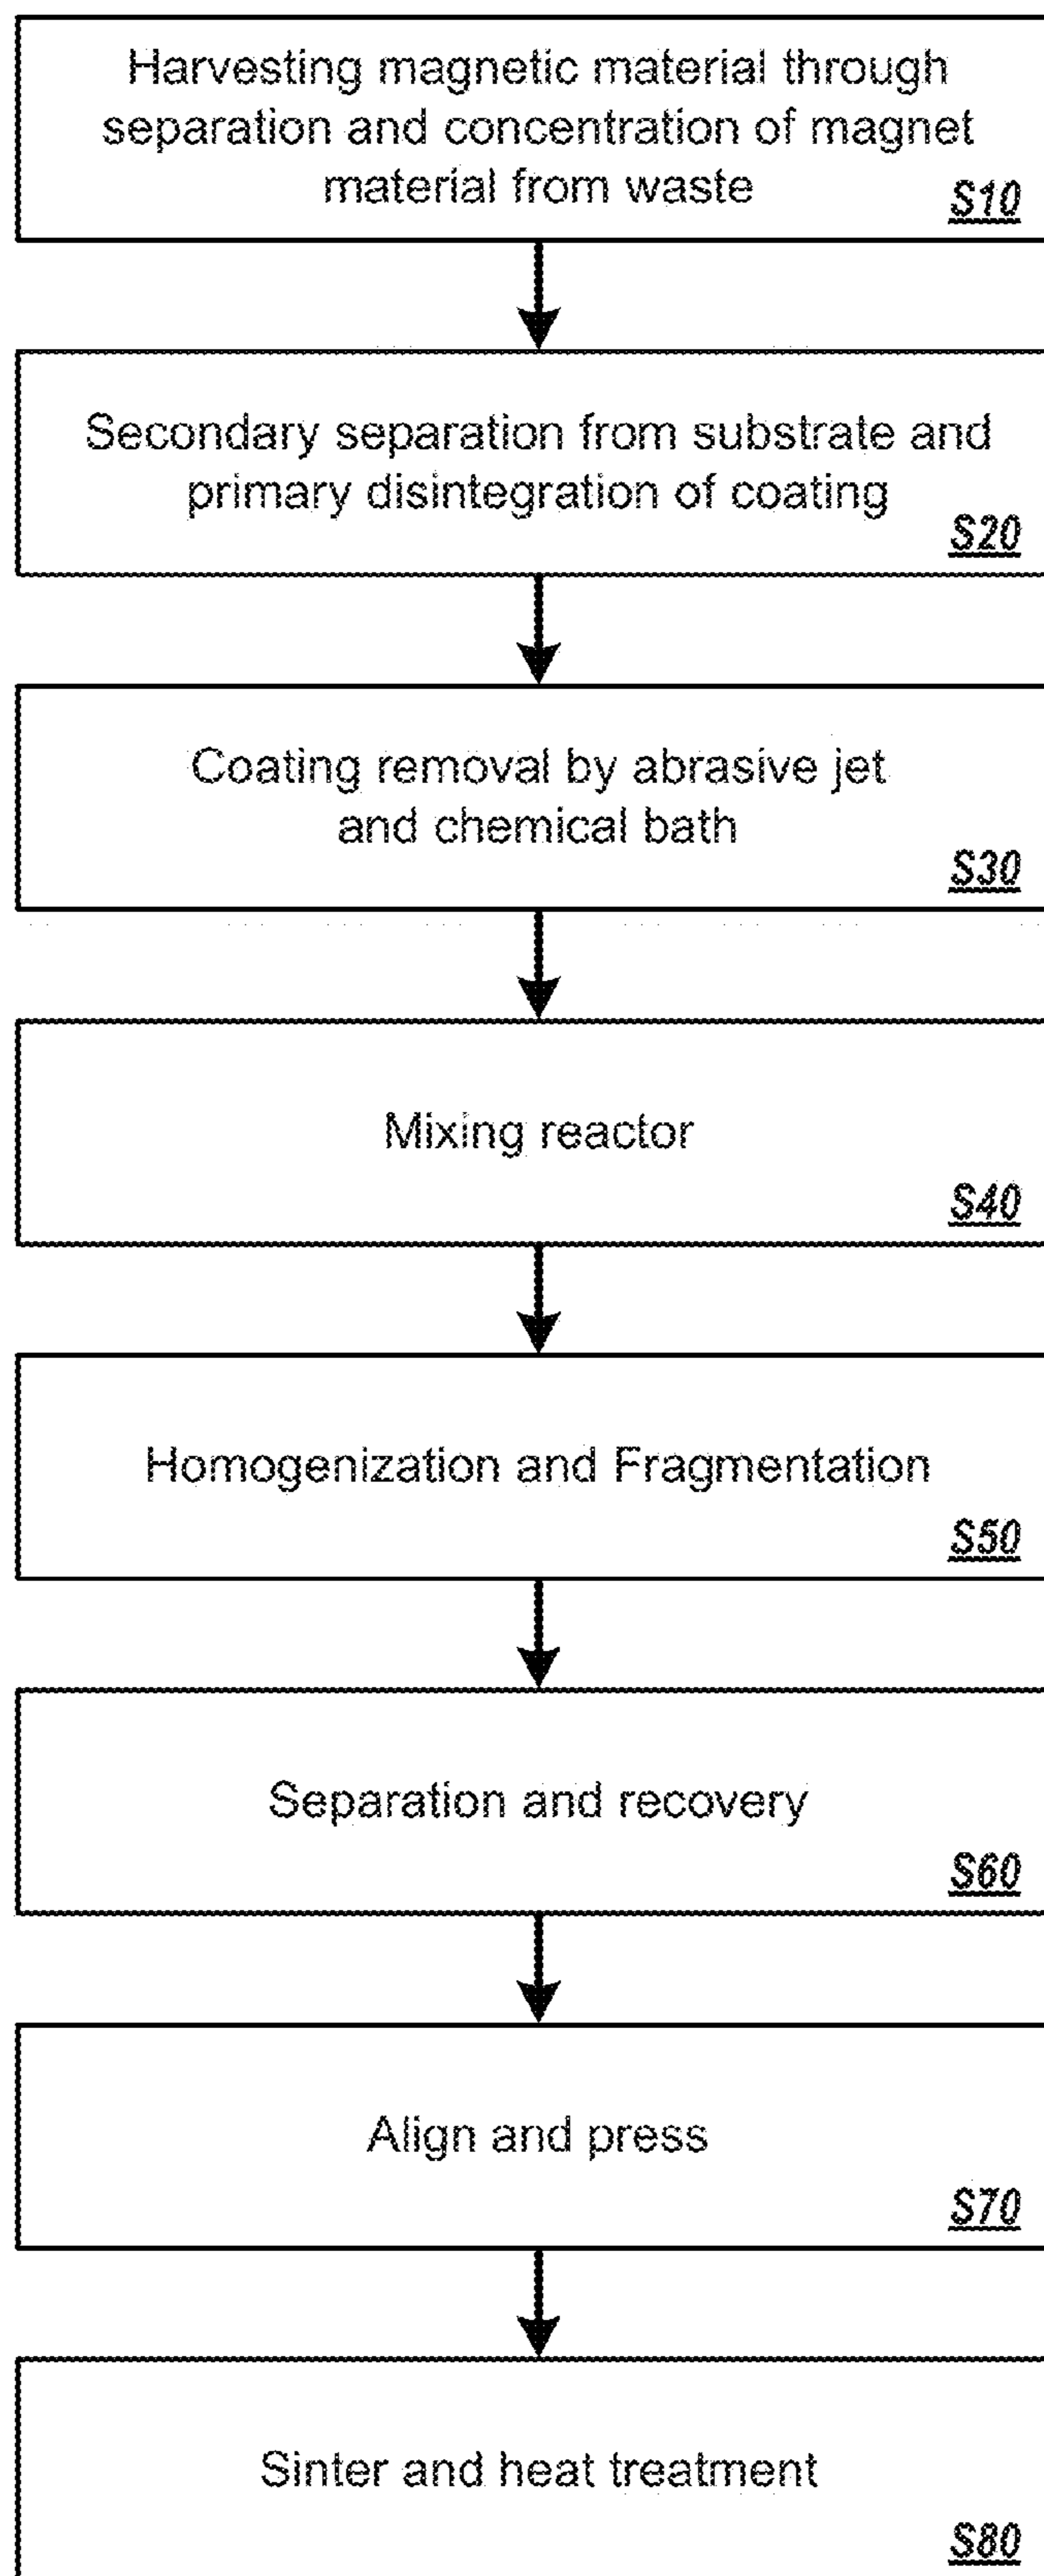 Harvesting magnetic material through
separation and concentration of magnet
material from waste
S10
Secondary separation from substrate and
primary disintegration of coating
S20
Coating removal by abrasive jet
and chemical bath
S30
Mixing reactor
S40
Homogenization and Fragmentation
S50
Separation and recovery
S60
Align and press
S70
Sinter and heat treatment
S80